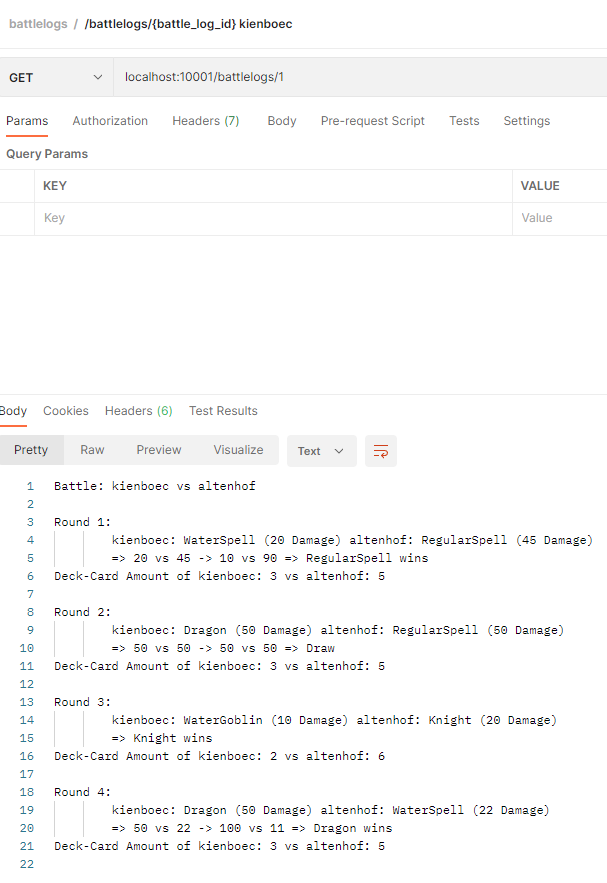 battlelogs / /battlelogs/{battle_log_id} kienboec
GET localhost:10001/battlelogs/1
Params Authorization Headers (7) Body Pre-request Script Tests Settings
Query Params
KEY VALUE
Key Value
Body Cookies Headers (6) Test Results
Pretty Raw Preview Visualize Text
1 Battle: kienboec vs altenhof
2
3 Round 1:
4 kienboec: WaterSpell (20 Damage) altenhof: RegularSpell (45 Damage)
5 => 20 vs 45 -> 10 vs 90 => RegularSpell wins
6 Deck-Card Amount of kienboec: 3 vs altenhof: 5
7
8 Round 2:
9 kienboec: Dragon (50 Damage) altenhof: RegularSpell (50 Damage)
10 => 50 vs 50 -> 50 vs 50 => Draw
11 Deck-Card Amount of kienboec: 3 vs altenhof: 5
12
13 Round 3:
14 kienboec: WaterGoblin (10 Damage) altenhof: Knight (20 Damage)
15 => Knight wins
16 Deck-Card Amount of kienboec: 2 vs altenhof: 6
17
18 Round 4:
19 kienboec: Dragon (50 Damage) altenhof: WaterSpell (22 Damage)
20 => 50 vs 22 -> 100 vs 11 => Dragon wins
21 Deck-Card Amount of kienboec: 3 vs altenhof: 5
22